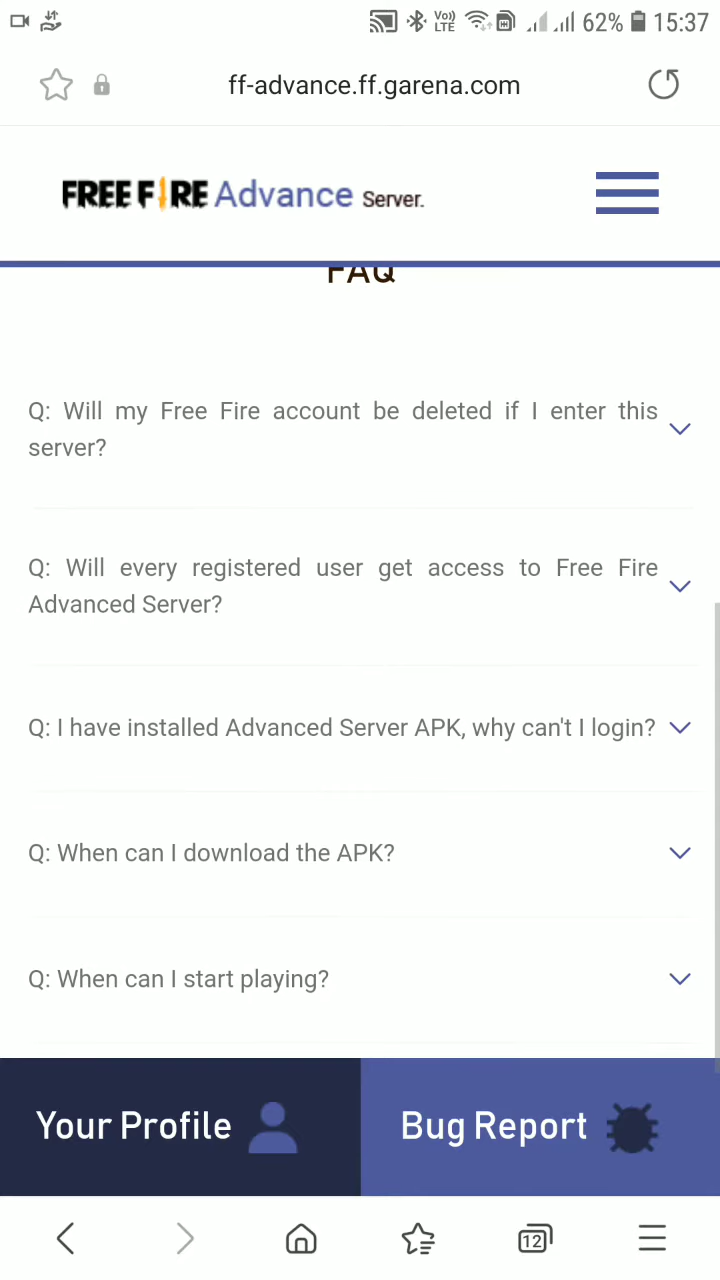 Vo))
LTE
62%
15:37
ff-advance.ff.garena.com
FREE FIRE Advance Server.
FAQ
Q: Will my Free Fire account be deleted if I enter this
server?
Q: Will every registered user get access to Free Fire
Advanced Server?
Q: I have installed Advanced Server APK, why can't I login?
Q: When can I download the APK?
Q: When can I start playing?
Your Profile
Bug Report
12